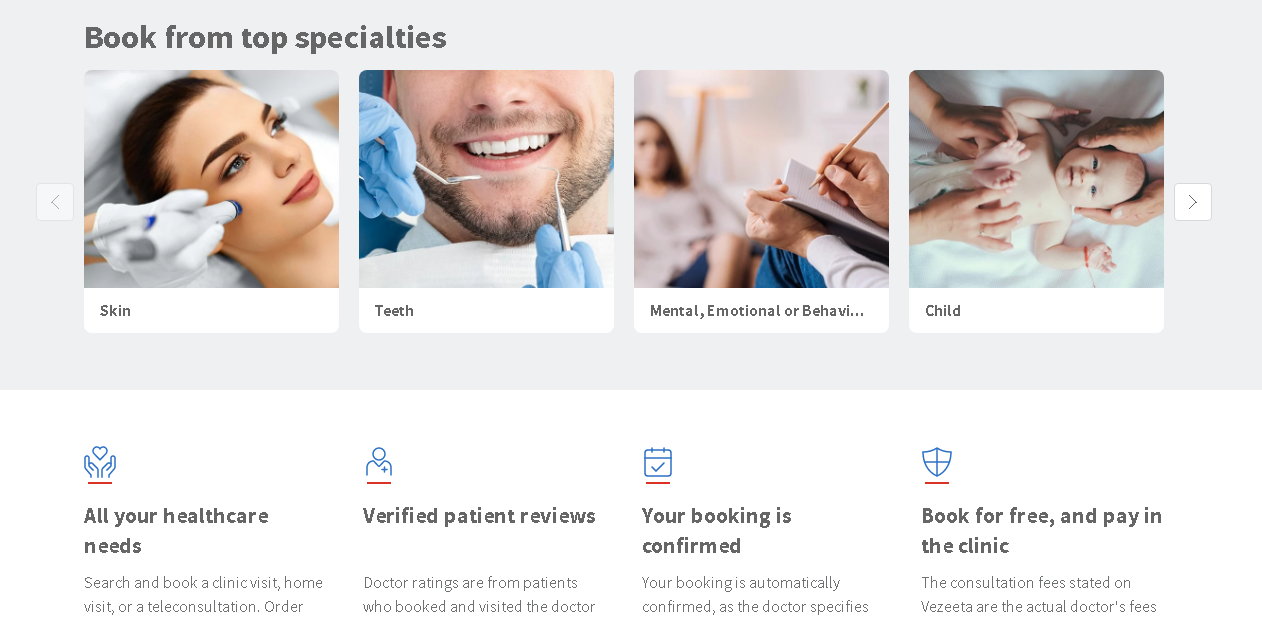 Book from top specialties
Skin
Teeth
Mental, Emotional or Behavi...
Child
All your healthcare
needs
Search and book a clinic visit, home
visit, or a teleconsultation. Order
Verified patient reviews
Doctor ratings are from patients
who booked and visited the doctor
Your booking is
confirmed
Your booking is automatically
confirmed, as the doctor specifies
Book for free, and pay in
the clinic
The consultation fees stated on
Vezeeta are the actual doctor's fees